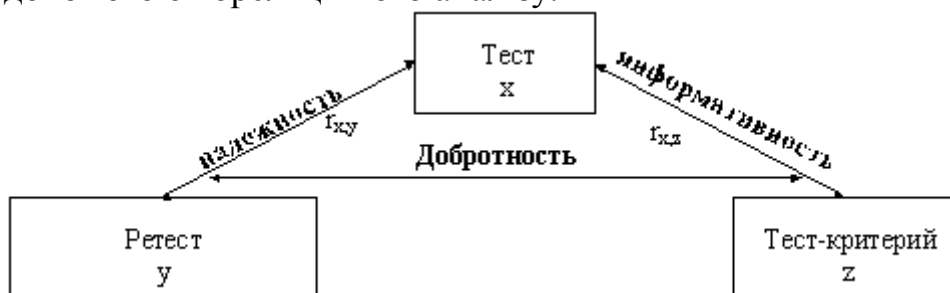 Тест
x
надежность
r_x,y
информативность
r_x,z
Добротность
Ретест
y
Тест-критерий
z